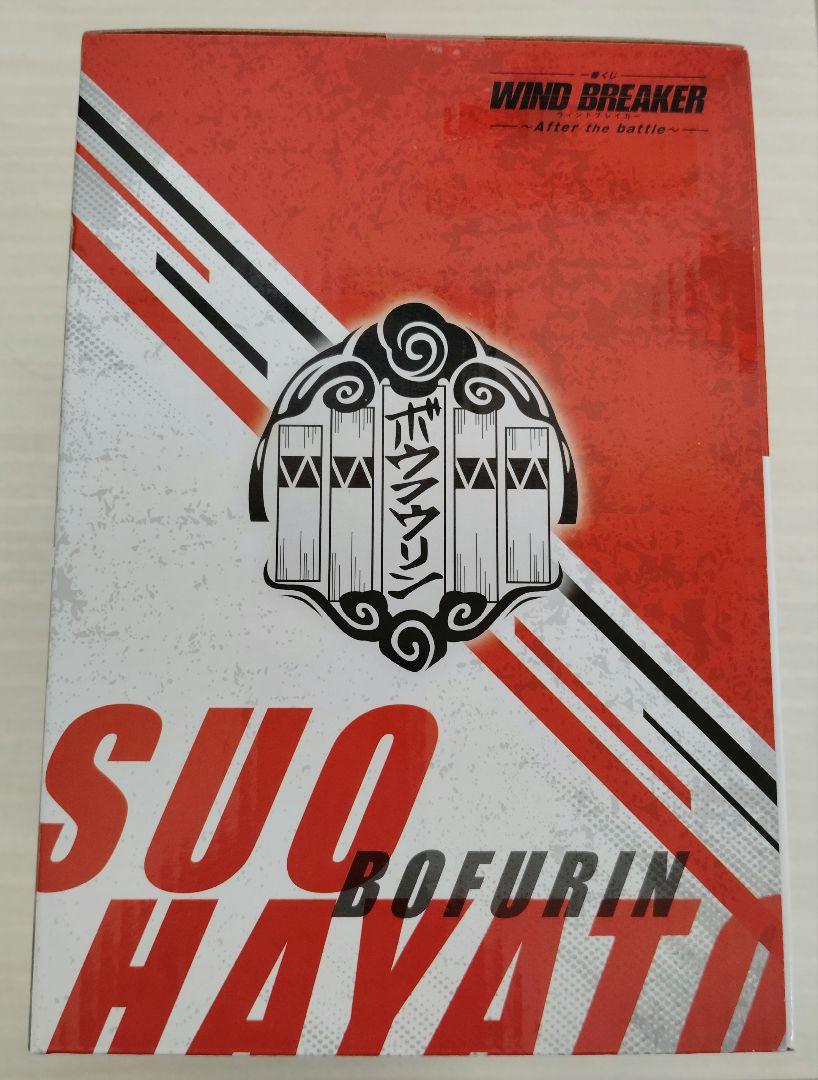 一番くじ
WIND BREAKER
ウィンドブレイカー
~After the battle~
ボウフウリン
SUO
BOFURIN
HAYATO